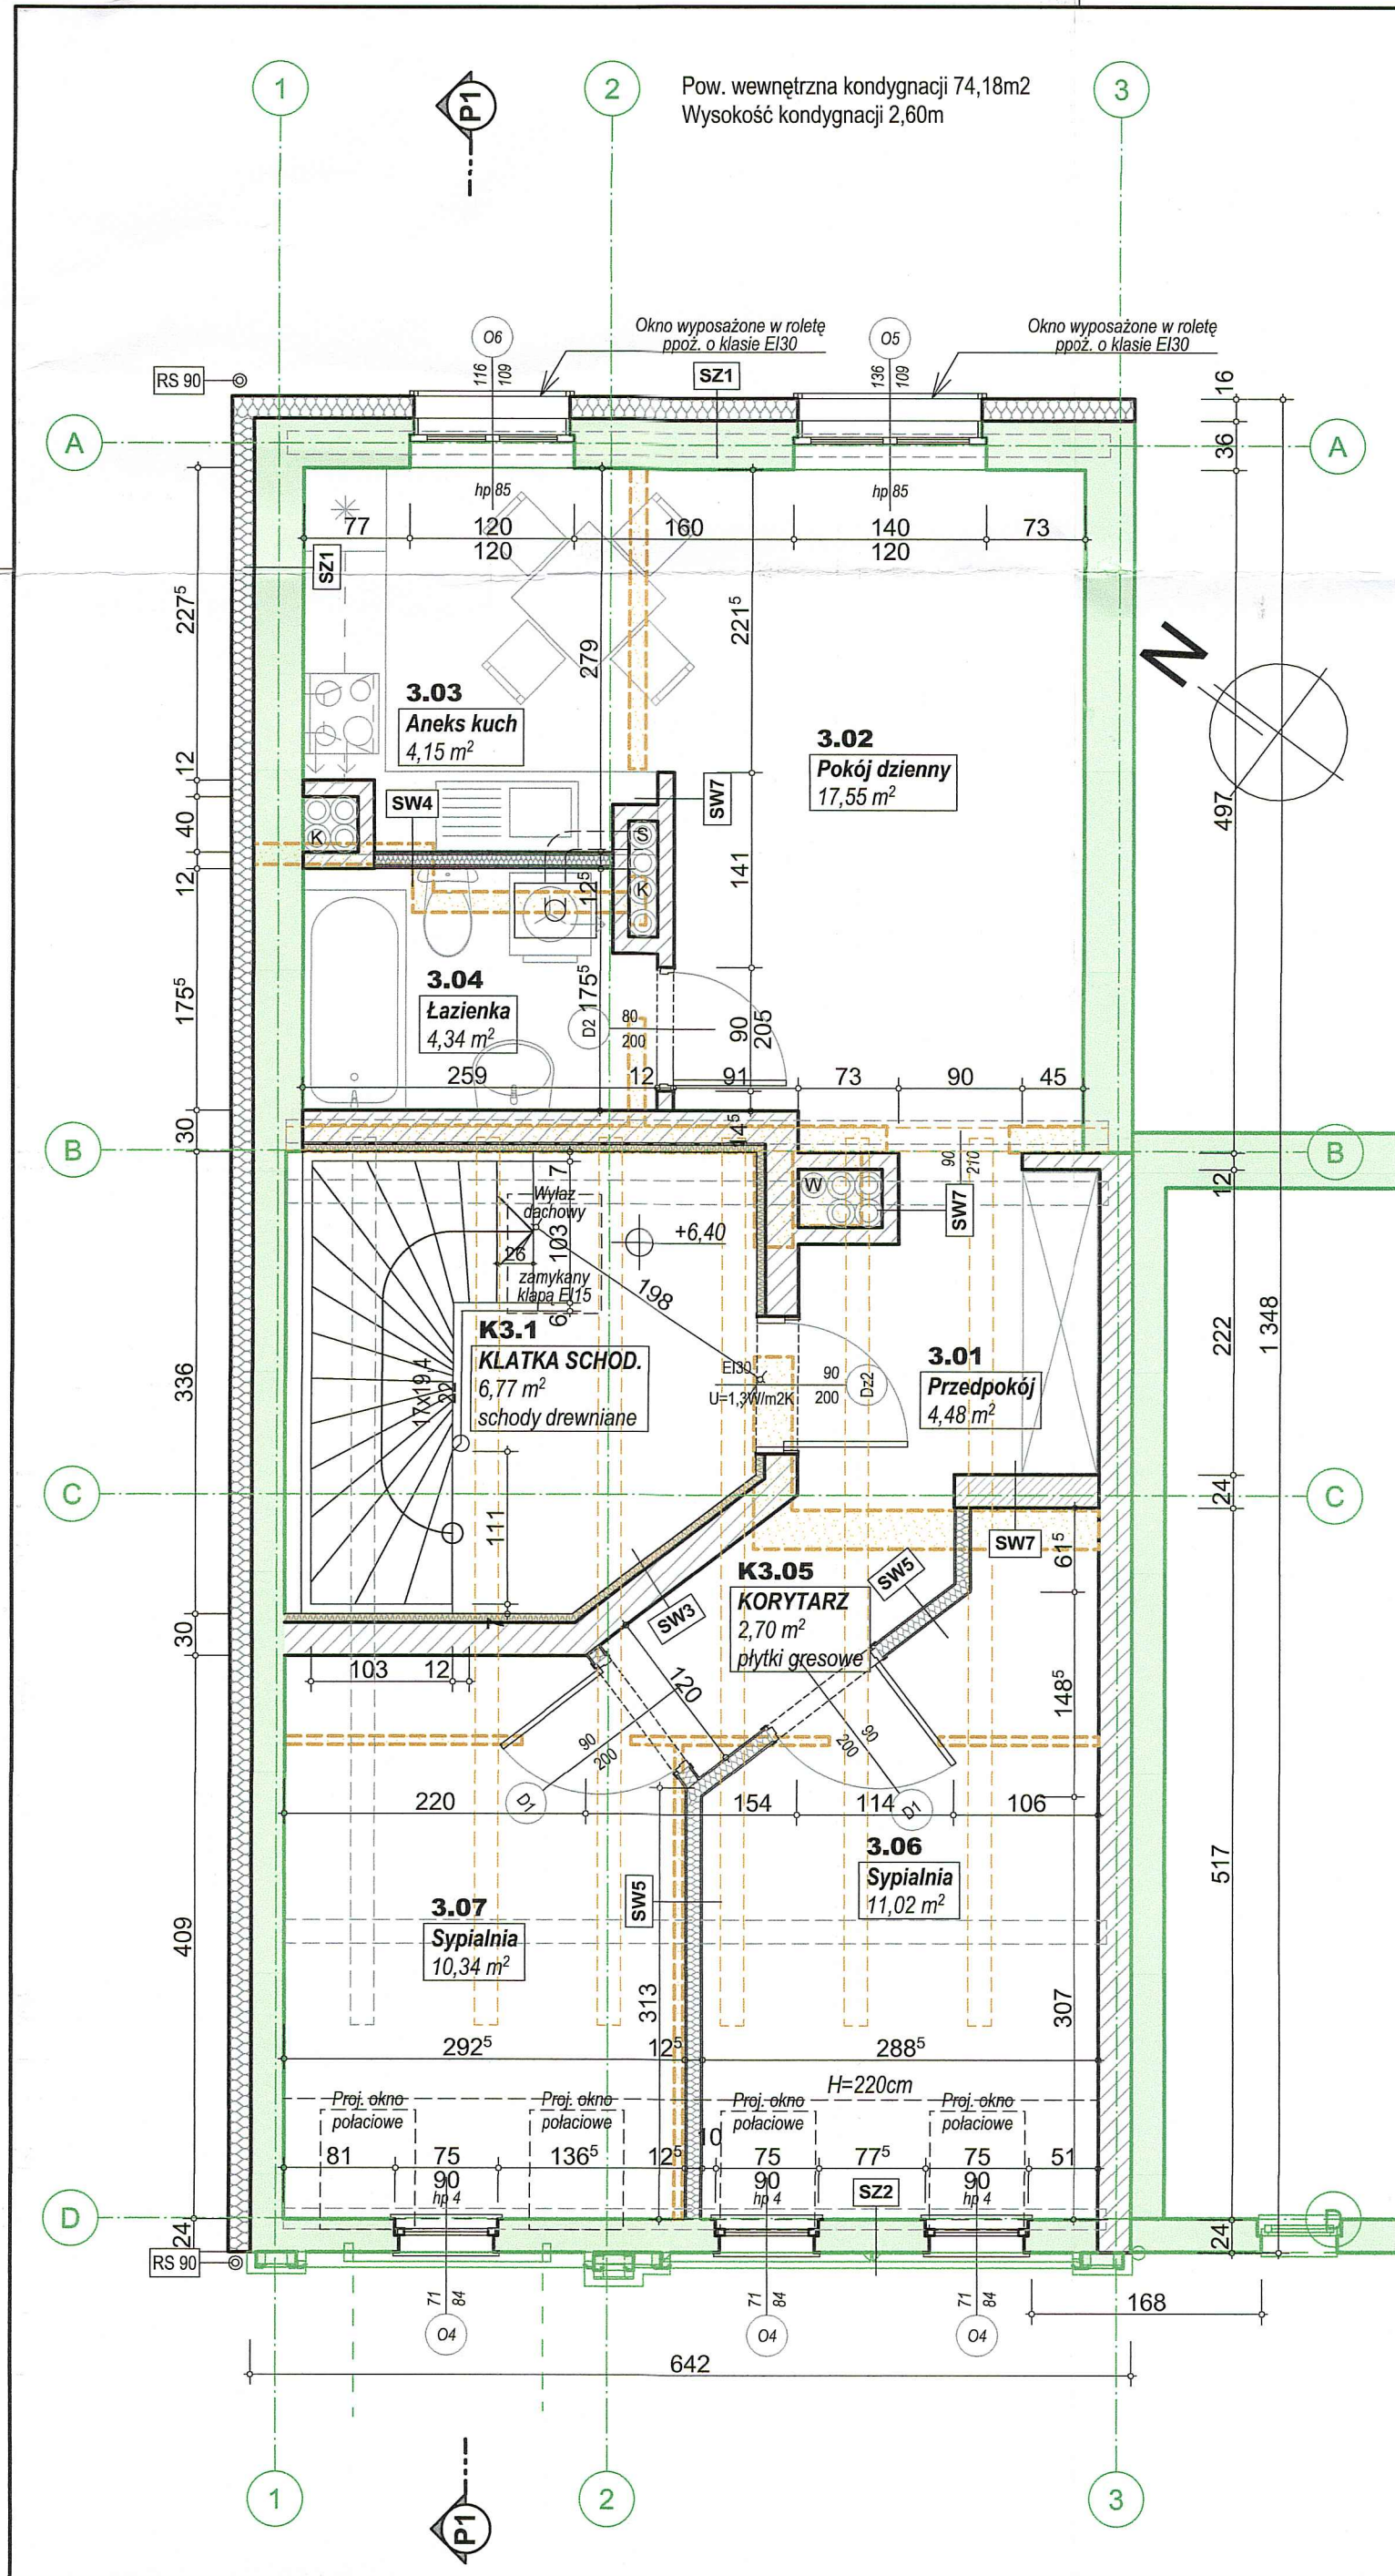 1
P1
2
Pow. wewnętrzna kondygnacji 74,18m2
Wysokość kondygnacji 2,60m
3
O6
Okno wyposażone w roletę
ppoż. o klasie EI30
O5
Okno wyposażone w roletę
ppoż. o klasie EI30
116
109
136
109
RS 90
SZ1
16
A
36
A
hp 85
hp 85
77
120
120
160
140
120
73
SZ1
227⁵
221⁵
279
N
3.03
Aneks kuch
4,15 m²
3.02
Pokój dzienny
17,55 m²
12
SW4
SW7
497
40
K
S
K
141
12
12⁵
3.04
Łazienka
4,34 m²
175⁵
175⁵
D2
80
200
90
205
259
12
91
73
90
45
30
14⁵
B
B
90
210
12
W
SW7
7
Wyłaz
dachowy
103
+6,40
26
zamykany
klapą EI15
198
6
1 348
222
K3.1
KLATKA SCHOD.
6,77 m²
schody drewniane
3.01
Przedpokój
4,48 m²
336
17x19,4
22
EI30
U=1,3W/m2K
90
200
Dz2
C
24
C
111
SW7
61⁵
K3.05
KORYTARZ
2,70 m²
płytki gresowe
SW5
SW3
30
7
103
12
120
148⁵
90
200
90
200
D1
D1
220
154
114
106
3.06
Sypialnia
11,02 m²
517
3.07
Sypialnia
10,34 m²
SW5
409
313
307
292⁵
12⁵
288⁵
H=220cm
Proj. okno
połaciowe
Proj. okno
połaciowe
Proj. okno
połaciowe
Proj. okno
połaciowe
81
75
90
hp 4
136⁵
12⁵
10
75
90
hp 4
77⁵
75
90
hp 4
51
SZ2
D
24
24
D
RS 90
71
84
71
84
71
84
168
O4
O4
O4
642
1
2
3
P1